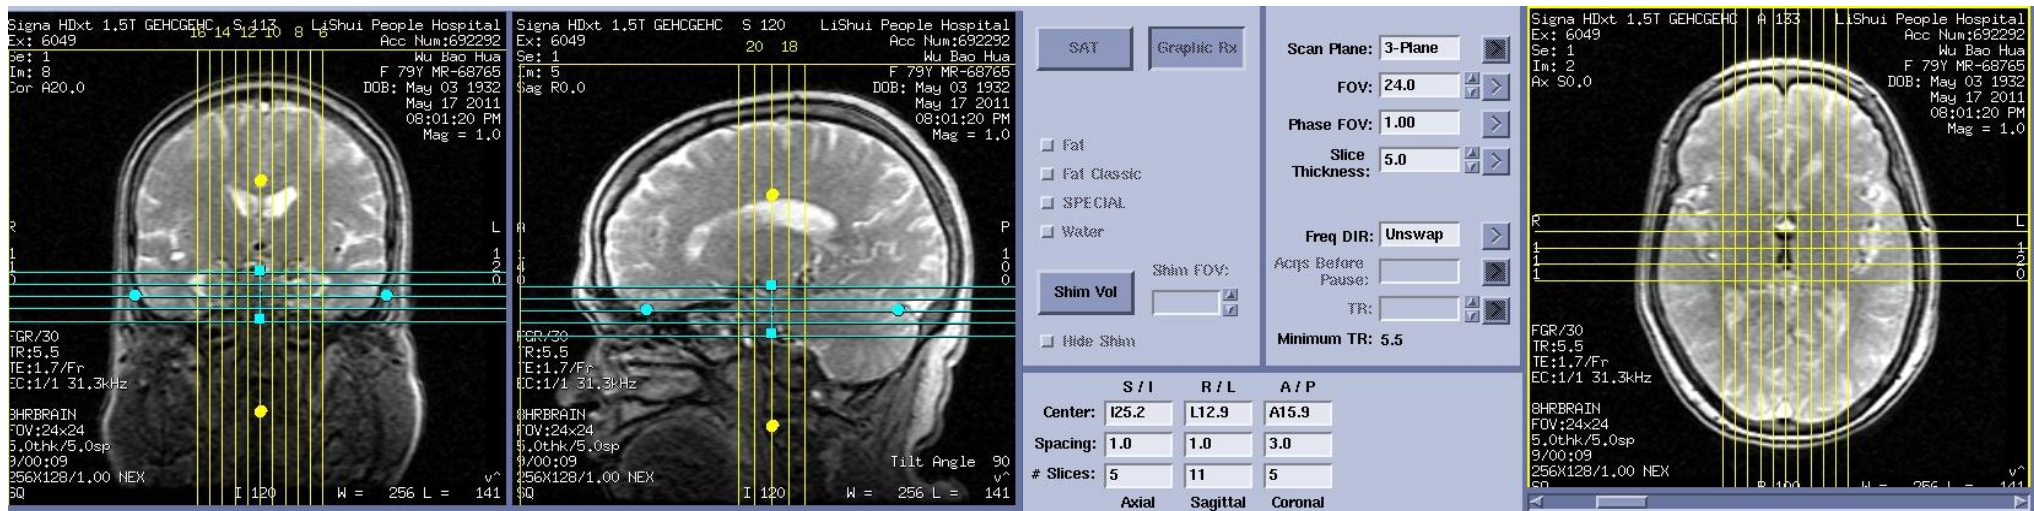 Signa HDxt 1.5T GEHCGEHC S 113 LiShui People Hospital
16 14 12 10 8 6
Ex: 6049 Acc Num:692292
Se: 1 Wu Bao Hua
Im: 8 F 79Y MR-68765
Cor A20.0 DOB: May 03 1932
May 17 2011
08:01:20 PM
Mag = 1.0
R L
FGR/30
TR:5.5
TE:1.7/Fr
EC:1/1 31.3kHz
8HRBRAIN
FOV:24x24
5.0thk/5.0sp
9/00:09
256X128/1.00 NEX v^
SQ I 120 W = 256 L = 141
Signa HDxt 1.5T GEHCGEHC S 120 LiShui People Hospital
Ex: 6049 Acc Num:692292
20 18
Se: 1 Wu Bao Hua
Im: 5 F 79Y MR-68765
Sag R0.0 DOB: May 03 1932
May 17 2011
08:01:20 PM
Mag = 1.0
A P
FGR/30
TR:5.5
TE:1.7/Fr
EC:1/1 31.3kHz
8HRBRAIN
FOV:24x24
5.0thk/5.0sp
9/00:09 Tilt Angle 90
256X128/1.00 NEX v^
SQ I 120 W = 256 L = 141
SAT Graphic Rx
Fat
Fat Classic
SPECIAL
Water
Shim Vol
Shim FOV:
Hide Shim
Scan Plane: 3-Plane
FOV: 24.0
Phase FOV: 1.00
Slice
Thickness: 5.0
Freq DIR: Unswap
Acqs Before
Pause:
TR:
Minimum TR: 5.5
S / I R / L A / P
Center: I25.2 L12.9 A15.9
Spacing: 1.0 1.0 3.0
# Slices: 5 11 5
Axial Sagittal Coronal
Signa HDxt 1.5T GEHCGEHC A 133 LiShui People Hospital
Ex: 6049 Acc Num:692292
Se: 1 Wu Bao Hua
Im: 2 F 79Y MR-68765
Ax S0.0 DOB: May 03 1932
May 17 2011
08:01:20 PM
Mag = 1.0
R L
FGR/30
TR:5.5
TE:1.7/Fr
EC:1/1 31.3kHz
8HRBRAIN
FOV:24x24
5.0thk/5.0sp
9/00:09
256X128/1.00 NEX v^